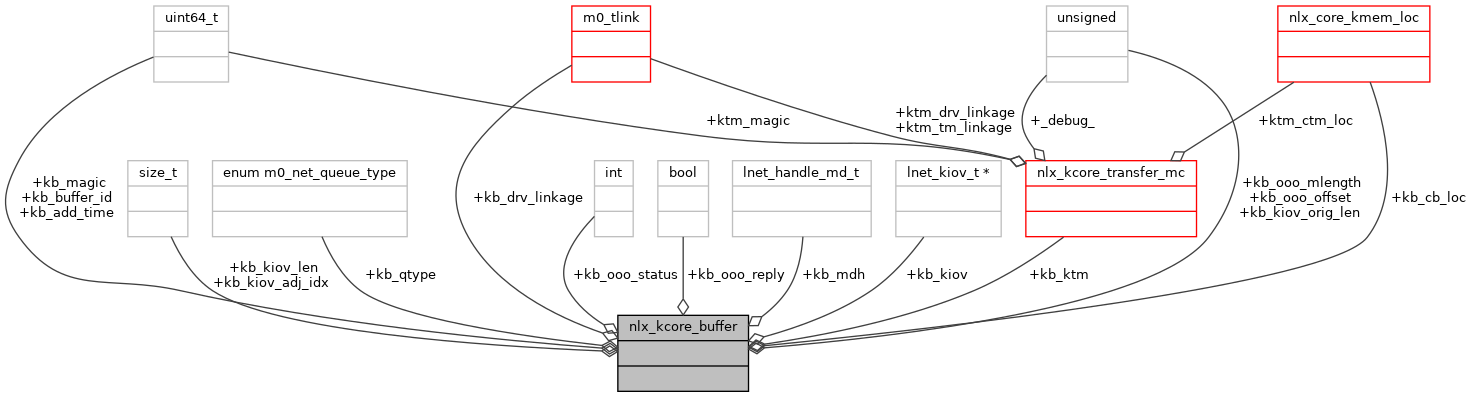 uint64_t
m0_tlink
unsigned
nlx_core_kmem_loc
+ktm_magic
+ktm_drv_linkage
+ktm_tm_linkage
+_debug_
+ktm_ctm_loc
size_t
enum m0_net_queue_type
int
bool
lnet_handle_md_t
lnet_kiov_t *
nlx_kcore_transfer_mc
+kb_magic
+kb_buffer_id
+kb_add_time
+kb_drv_linkage
+kb_ooo_mlength
+kb_ooo_offset
+kb_kiov_orig_len
+kb_cb_loc
+kb_kiov_len
+kb_kiov_adj_idx
+kb_qtype
+kb_ooo_status
+kb_ooo_reply
+kb_mdh
+kb_kiov
+kb_ktm
nlx_kcore_buffer